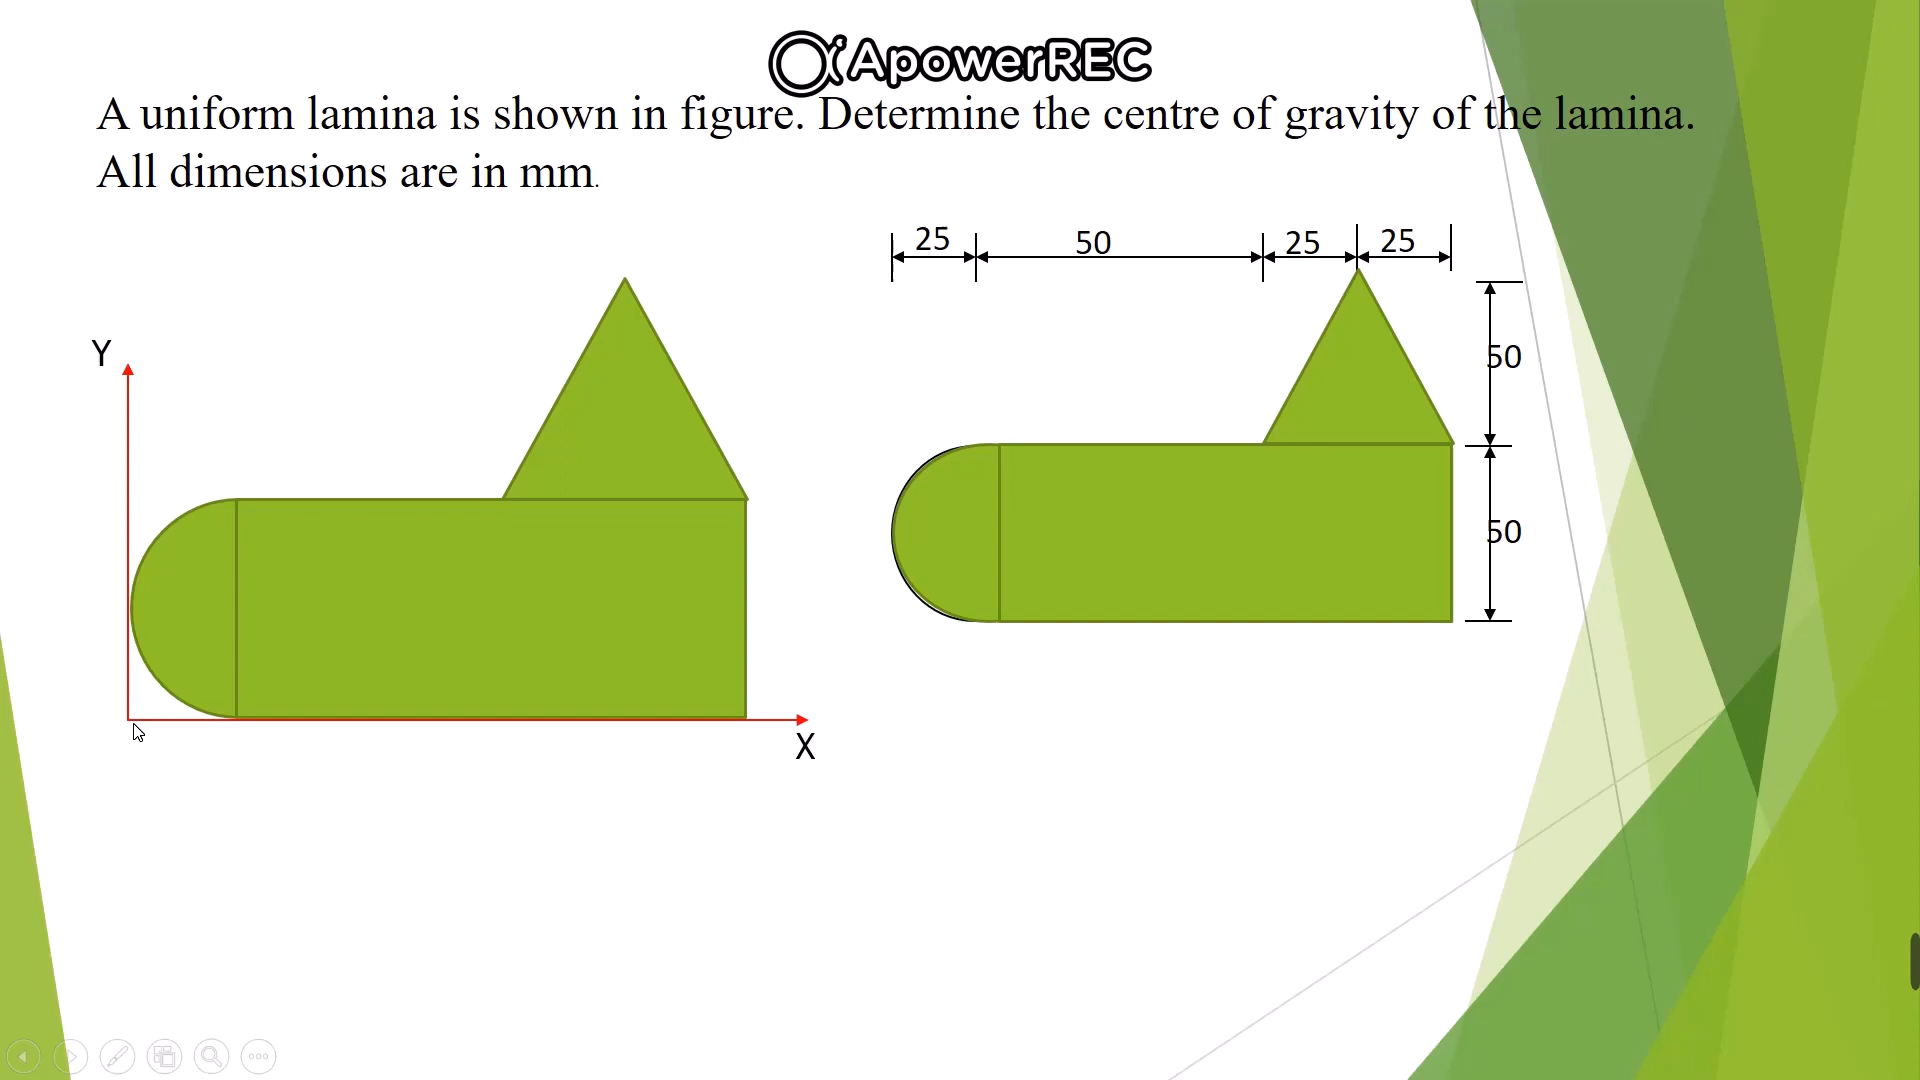 ApowerREC
A uniform lamina is shown in figure. Determine the centre of gravity of the lamina.
All dimensions are in mm.
25 50 25 25
Y
50
50
X